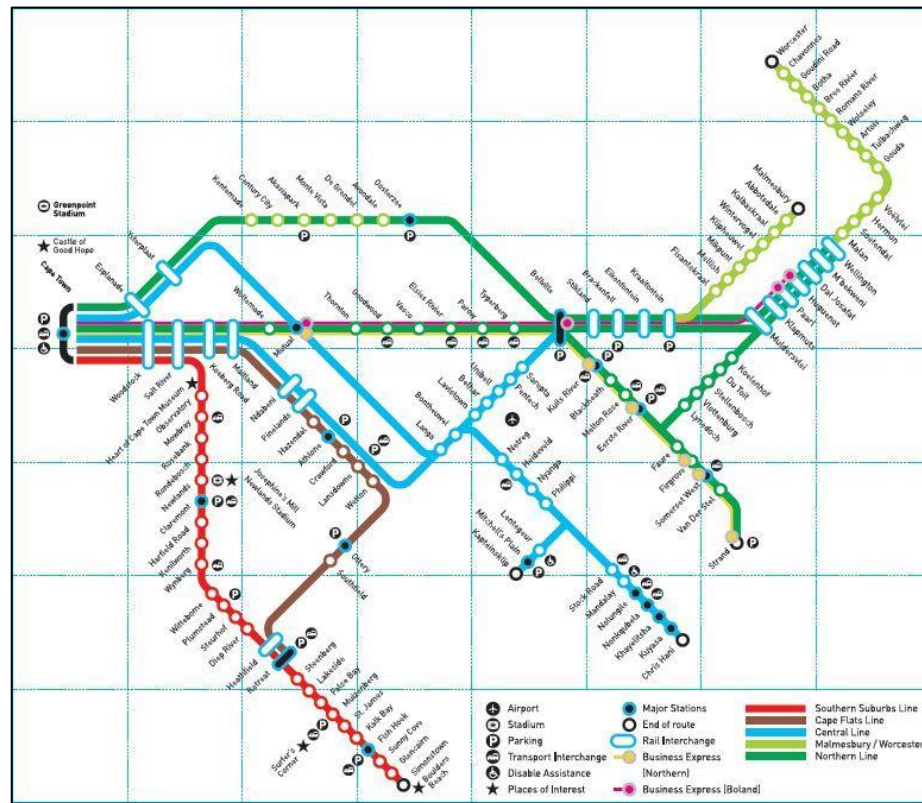 Greenpoint
Stadium
Castle of
Good Hope
Cape Town
Esplanade
Ysterplaat
Kentemade
Century City
Akasiapark
Monte Vista
De Grendel
Avondale
Oosterzee
Woodstock
Salt River
Koeberg Road
Maitland
Ndabeni
Pinelands
Hazendal
Athlone
Crawford
Lansdowne
Wetton
Ottery
Southfield
Woltemade
Mutual
Thornton
Goodwood
Vasco
Elsies River
Parow
Tygerberg
Bellville
Stikland
Brackenfell
Eikenfontein
Kraaifontein
Fisantekraal
Mellish
Mikpunt
Klipheuwel
Wintervogel
Kalbaskraal
Abbotsdale
Malmesbury
Worcester
Chavonnes
Goudini Road
Botha
Bree Rivier
Romans River
Wolseley
Artois
Tulbachweg
Gouda
Voelvlei
Hermon
Soetendal
Malan
Wellington
M'bekweni
Dal Josafat
Huguenot
Paarl
Klapmuts
Muldersvlei
Koelenhof
Du Toit
Stellenbosch
Vlottenburg
Lynedoch
Kuils River
Blackheath
Melton Rose
Eerste River
Faure
Firgrove
Somerset West
Van Der Stel
Strand
Langa
Bonteheuwel
Lavistown
Belhar
Unibell
Pentech
Sarepta
Netreg
Heideveld
Nyanga
Philippi
Lentegeur
Mitchell's Plain
Kapteinsklip
Stock Road
Mandalay
Nolungile
Nonkqubela
Khayelitsha
Kuyasa
Chris Hani
Heart of Cape Town Museum
Observatory
Mowbray
Rosebank
Rondebosch
Newlands
Josephine's Mill
Newlands Stadium
Claremont
Harfield Road
Kenilworth
Wynberg
Wittebome
Plumstead
Steurhof
Diep River
Heathfield
Retreat
Steenberg
Lakeside
False Bay
Muizenberg
Surfer's
Corner
St. James
Kalk Bay
Fish Hoek
Sunny Cove
Glencairn
Simonstown
Boulders
Beach
Airport
Stadium
Parking
Transport Interchange
Disable Assistance
Places of Interest
Major Stations
End of route
Rail Interchange
Business Express
(Northern)
Business Express (Boland)
Southern Suburbs Line
Cape Flats Line
Central Line
Malmesbury / Worcester
Northern Line